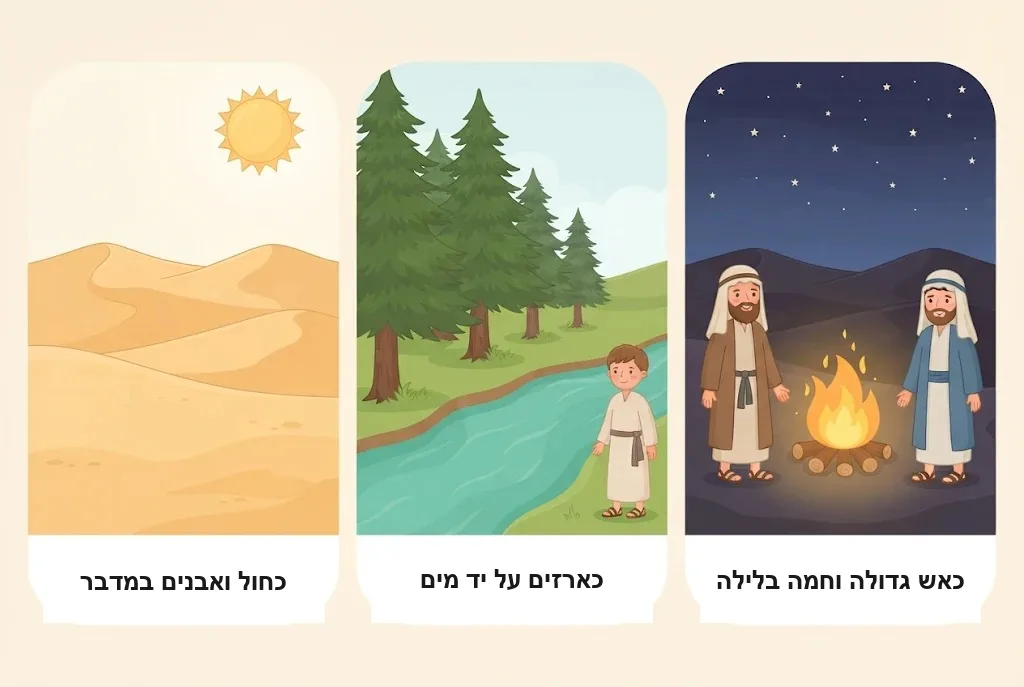 כאש גדולה וחמה בלילה
כארזים על יד מים
כחול ואבנים במדבר